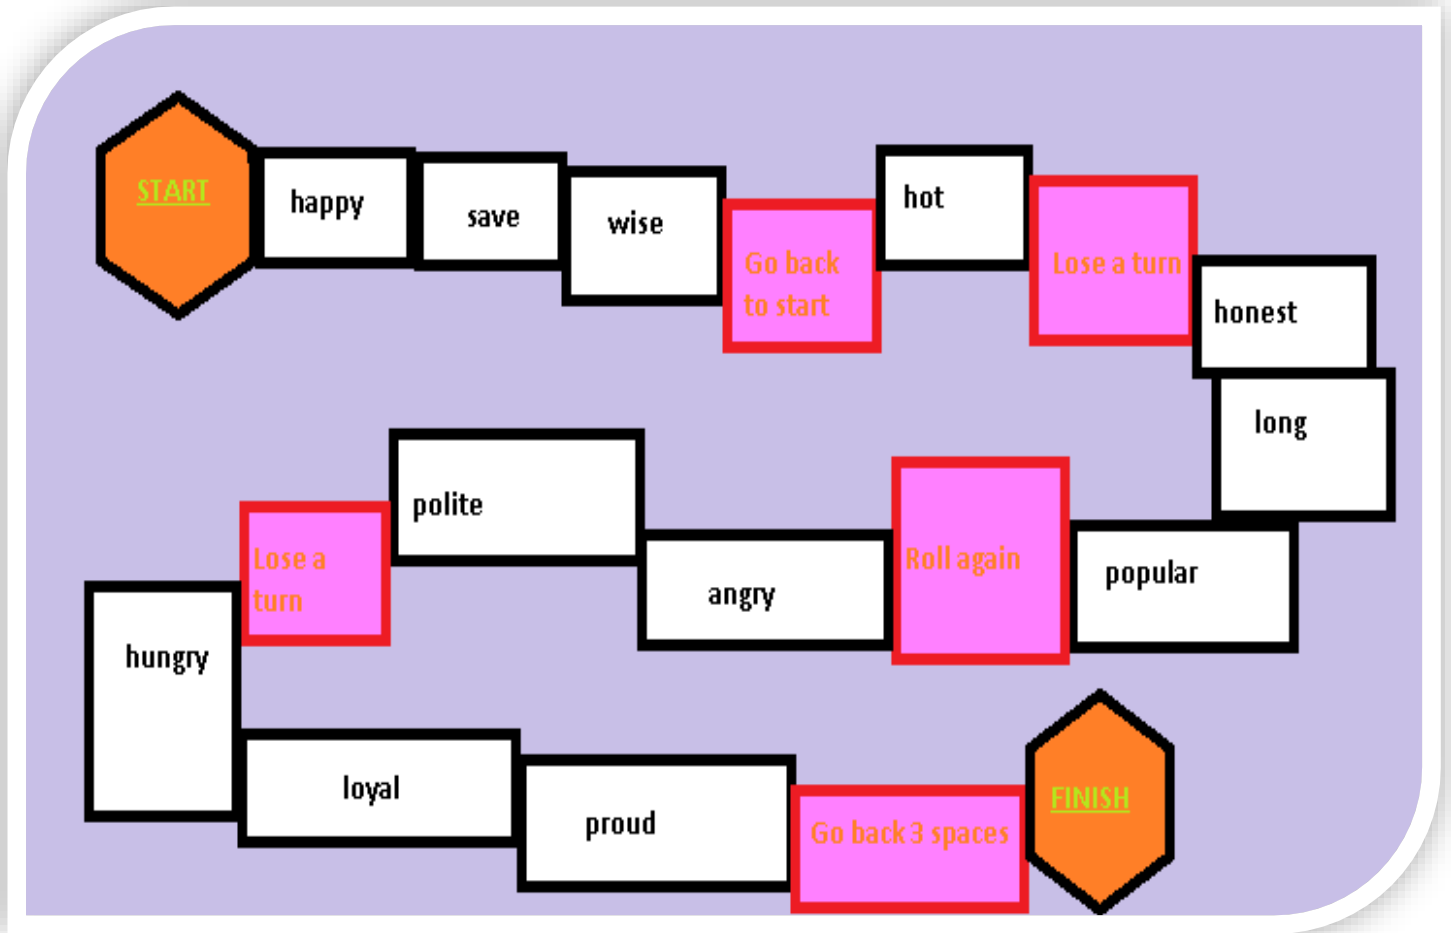 START
happy
save
wise
Go back
to start
hot
Lose a turn
honest
long
popular
Roll again
angry
polite
Lose a
turn
hungry
loyal
proud
Go back 3 spaces
FINISH